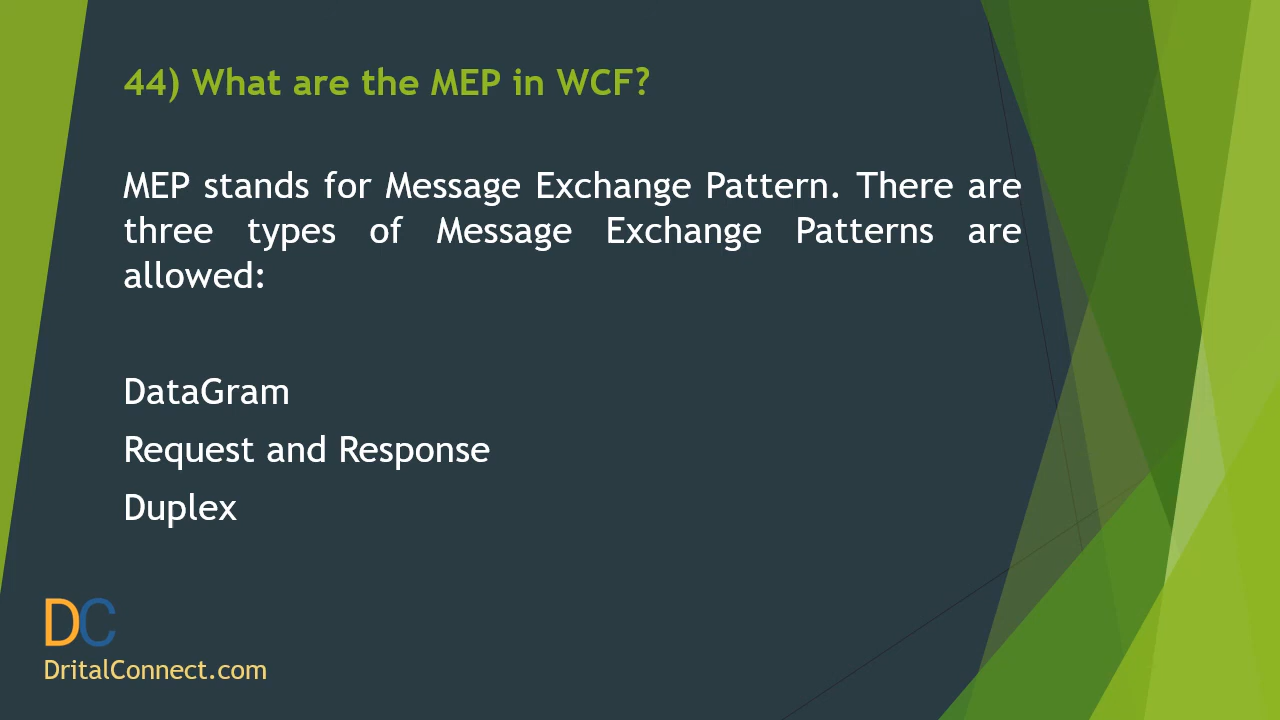 44) What are the MEP in WCF?
MEP stands for Message Exchange Pattern. There are
three types of Message Exchange Patterns are
allowed:
DataGram
Request and Response
Duplex
DC
DritalConnect.com